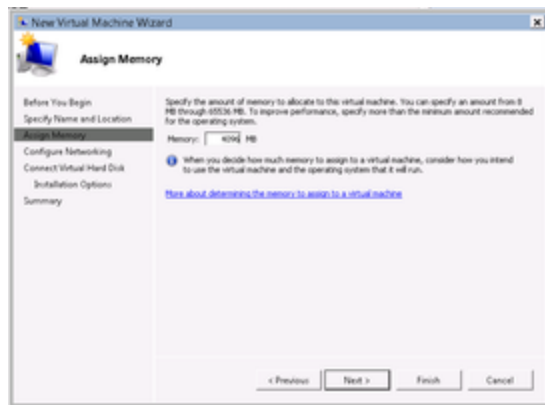 New Virtual Machine Wizard
Assign Memory
Before You Begin
Specify Name and Location
Assign Memory
Configure Networking
Connect Virtual Hard Disk
Installation Options
Summary
Specify the amount of memory to allocate to this virtual machine. You can specify an amount from 8
MB through 65536 MB. To improve performance, specify more than the minimum amount recommended
for the operating system.
Memory: 4096 MB
When you decide how much memory to assign to a virtual machine, consider how you intend
to use the virtual machine and the operating system that it will run.
More about determining the memory to assign to a virtual machine
< Previous Next > Finish Cancel